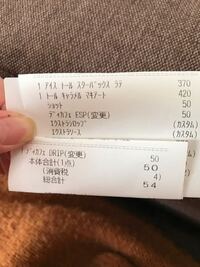 1 アイス トール スターバックス ラテ 370
1 トール キャラメル マキアート 420
ショット 50
ディカフェ ESP(変更) 50
エクストラシロップ (カスタム)
エクストラソース (カスタム)
ディカフェ DRIP(変更) 50
本体合計(1点) 50
(消費税 4)
総合計 54